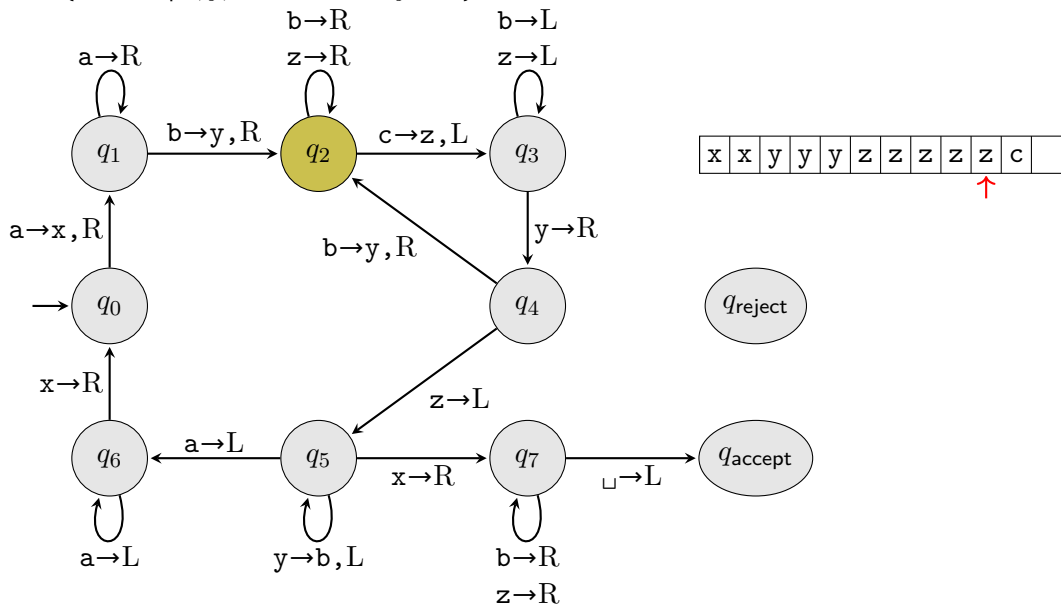 b→R
b→L
a→R
z→R
z→L
q1
b→y,R
q2
c→z,L
q3
x x y y y z z z z z c
a→x,R
b→y,R
y→R
q0
q4
qreject
x→R
z→L
q6
a→L
q5
x→R
q7
␣→L
qaccept
a→L
y→b,L
b→R
z→R